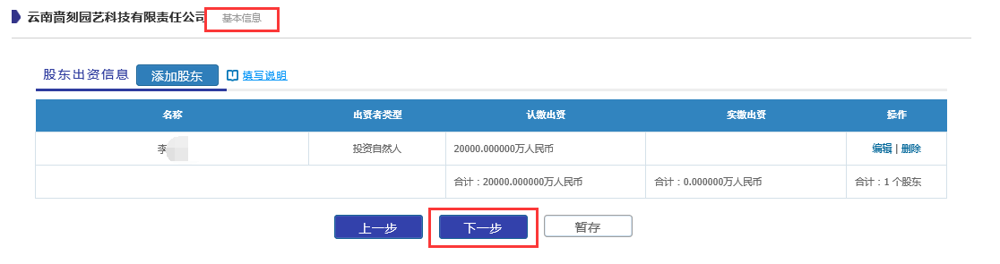 云南啬刻园艺科技有限责任公司 基本信息
股东出资信息 添加股东 填写说明
名称 出资者类型 认缴出资 实缴出资 操作
李 投资自然人 20000.000000万人民币 编辑 | 删除
合计：20000.000000万人民币 合计：0.000000万人民币 合计：1 个股东
上一步 下一步 暂存